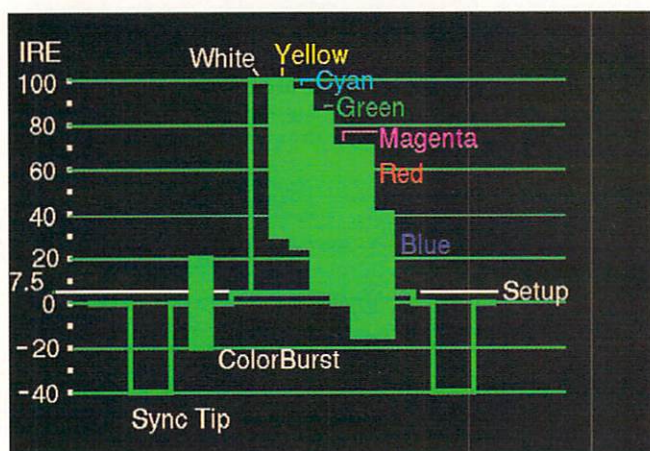 IRE
White
Yellow
Cyan
Green
Magenta
Red
Blue
100
80
60
40
20
7.5
0
-20
-40
Setup
ColorBurst
Sync Tip